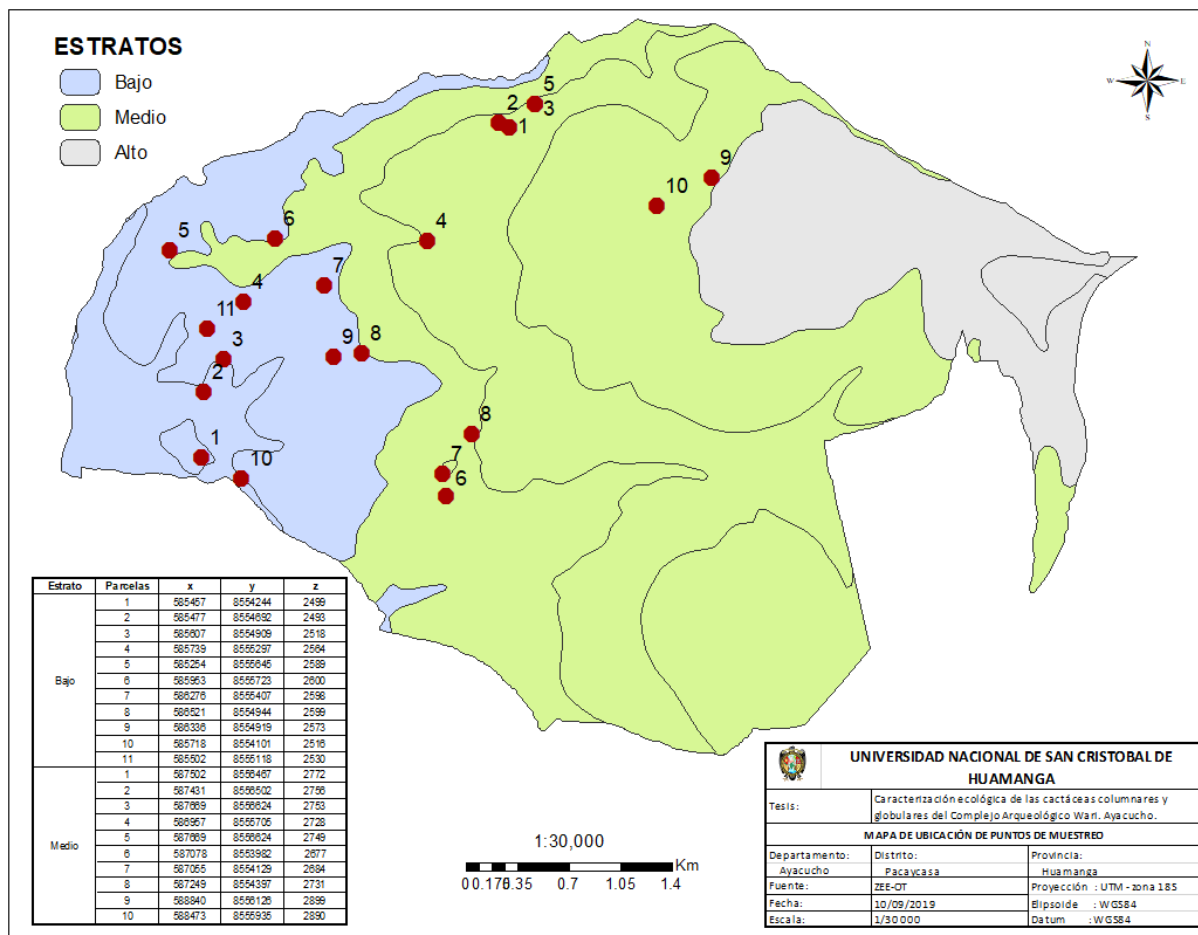 ESTRATOS
Bajo
Medio
Alto
N
W E
S
5
2 3
1
9
10
6
4
5
7
4
11
3
9 8
2
8
1
7
10
6
Estrato Parcelas x y z
Bajo
1 585457 8554244 2499
2 585477 8554692 2493
3 585607 8554909 2518
4 585739 8555297 2564
5 585254 8555645 2589
6 585953 8555723 2600
7 586276 8555407 2598
8 586521 8554944 2599
9 586336 8554919 2573
10 585718 8554101 2516
11 585502 8555118 2530
Medio
1 587502 8556467 2772
2 587431 8556502 2756
3 587669 8556624 2753
4 586957 8555705 2728
5 587669 8556624 2749
6 587078 8553982 2677
7 587055 8554129 2684
8 587249 8554397 2731
9 588840 8556126 2899
10 588473 8555935 2890
1:30,000
Km
0 0.175 0.35 0.7 1.05 1.4
UNIVERSIDAD NACIONAL DE SAN CRISTOBAL DE
HUAMANGA
Tesis: Caracterización ecológica de las cactáceas columnares y
globulares del Complejo Arqueológico Wari. Ayacucho.
MAPA DE UBICACIÓN DE PUNTOS DE MUESTREO
Departamento: Distrito: Provincia:
Ayacucho Pacaycasa Huamanga
Fuente: ZEE-OT Proyección : UTM - zona 18S
Fecha: 10/09/2019 Elipsoide : WGS84
Escala: 1/30 000 Datum : WGS84